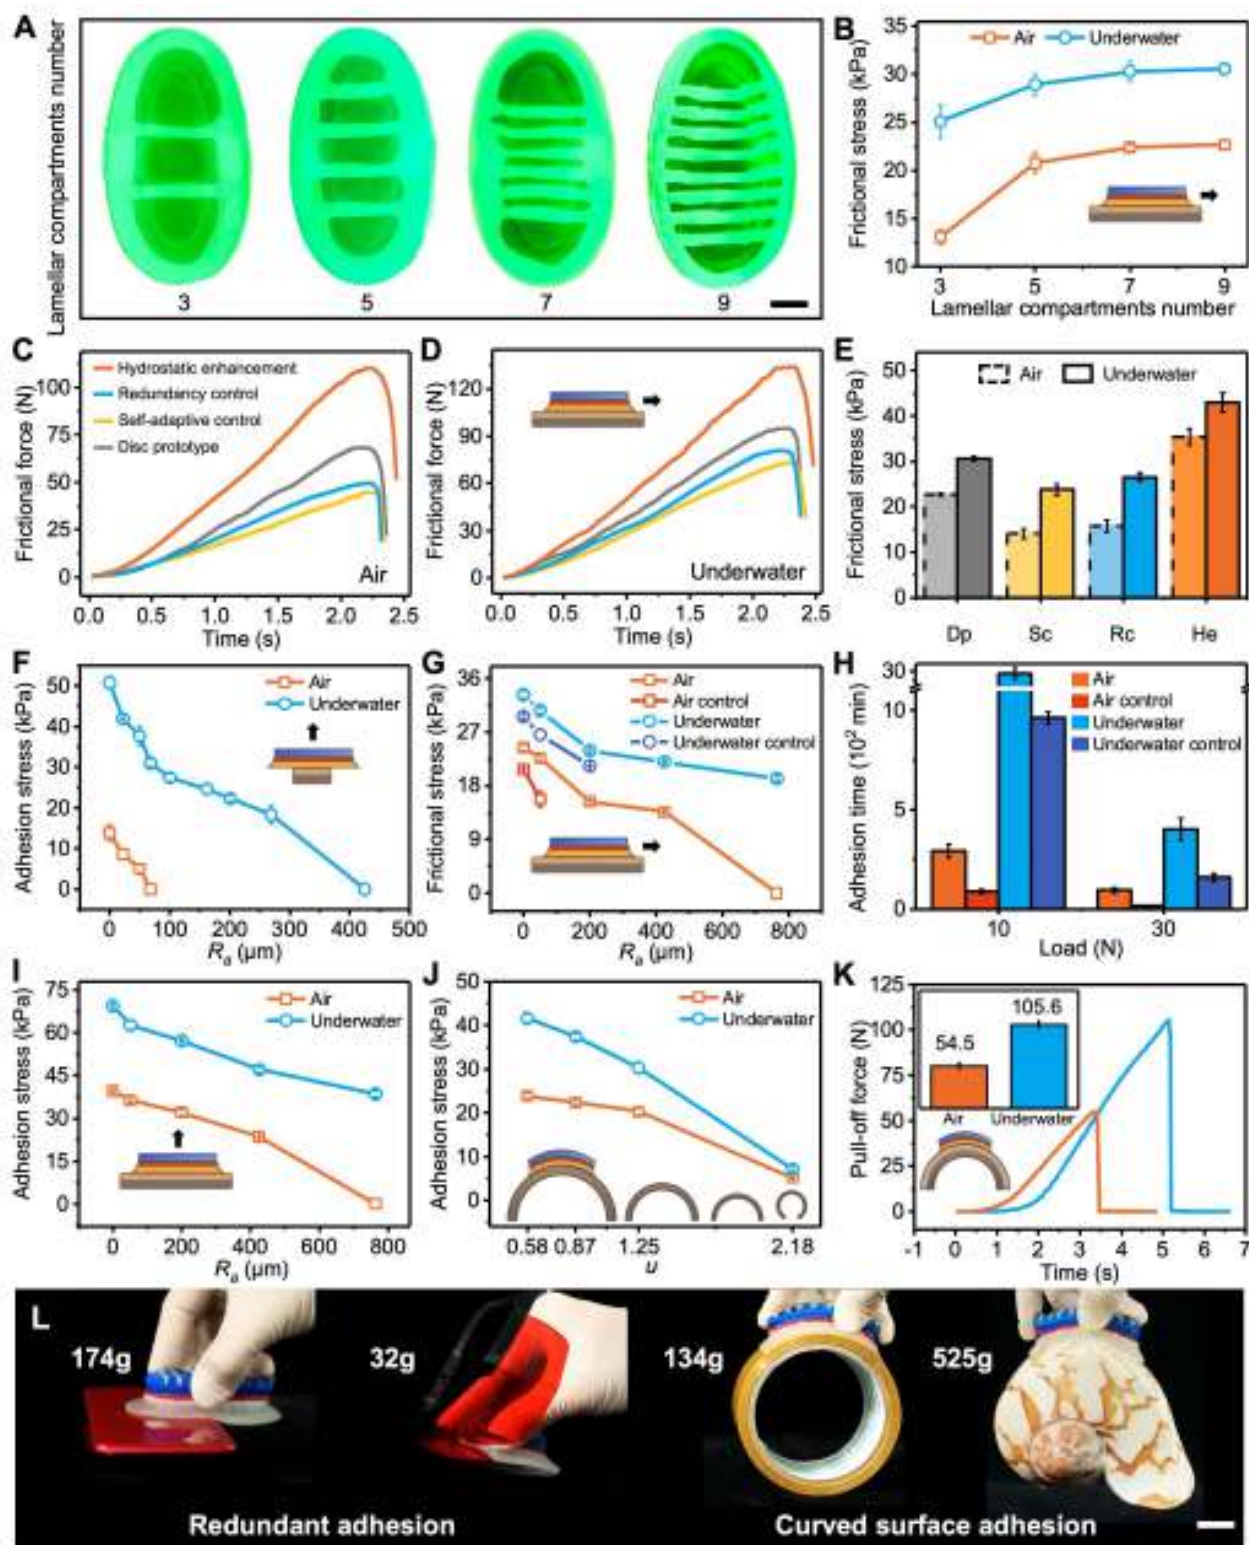 A
Lamellar compartments number
3 5 7 9
B
Frictional stress (kPa)
Air Underwater
35
30
25
20
15
10
3 5 7 9
Lamellar compartments number
C
Frictional force (N)
Hydrostatic enhancement
Redundancy control
Self-adaptive control
Disc prototype
100
75
50
25
0
Air
0.0 0.5 1.0 1.5 2.0 2.5
Time (s)
D
Frictional force (N)
120
90
60
30
0
Underwater
0.0 0.5 1.0 1.5 2.0 2.5
Time (s)
E
Frictional stress (kPa)
Air Underwater
50
40
30
20
10
0
Dp Sc Rc He
F
Adhesion stress (kPa)
Air
Underwater
50
40
30
20
10
0
0 100 200 300 400 500
Ra (µm)
G
Frictional stress (kPa)
Air
Air control
Underwater
Underwater control
36
27
18
9
0
0 200 400 600 800
Ra (µm)
H
Adhesion time (10² min)
Air
Air control
Underwater
Underwater control
30
10
5
0
10 30
Load (N)
I
Adhesion stress (kPa)
Air
Underwater
75
60
45
30
15
0
0 200 400 600 800
Ra (µm)
J
Adhesion stress (kPa)
Air
Underwater
50
40
30
20
10
0
0.58 0.87 1.25 2.18
u
K
Pull-off force (N)
125
100
75
50
25
0
54.5 105.6
Air Underwater
-1 0 1 2 3 4 5 6 7
Time (s)
L
174g 32g 134g 525g
Redundant adhesion Curved surface adhesion